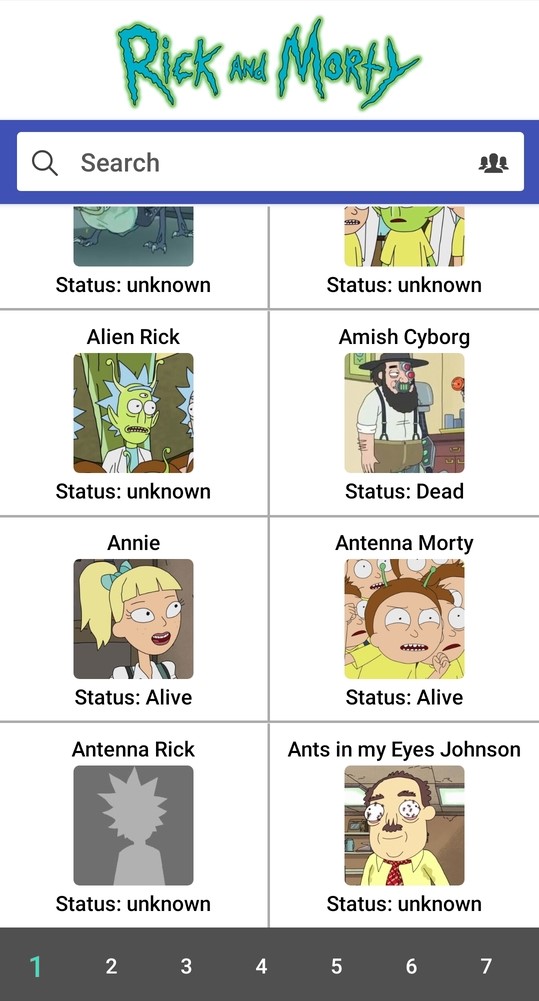 Rick and Morty
Search
Status: unknown
Status: unknown
Alien Rick
Amish Cyborg
Status: unknown
Status: Dead
Annie
Antenna Morty
Status: Alive
Status: Alive
Antenna Rick
Ants in my Eyes Johnson
Status: unknown
Status: unknown
1 2 3 4 5 6 7